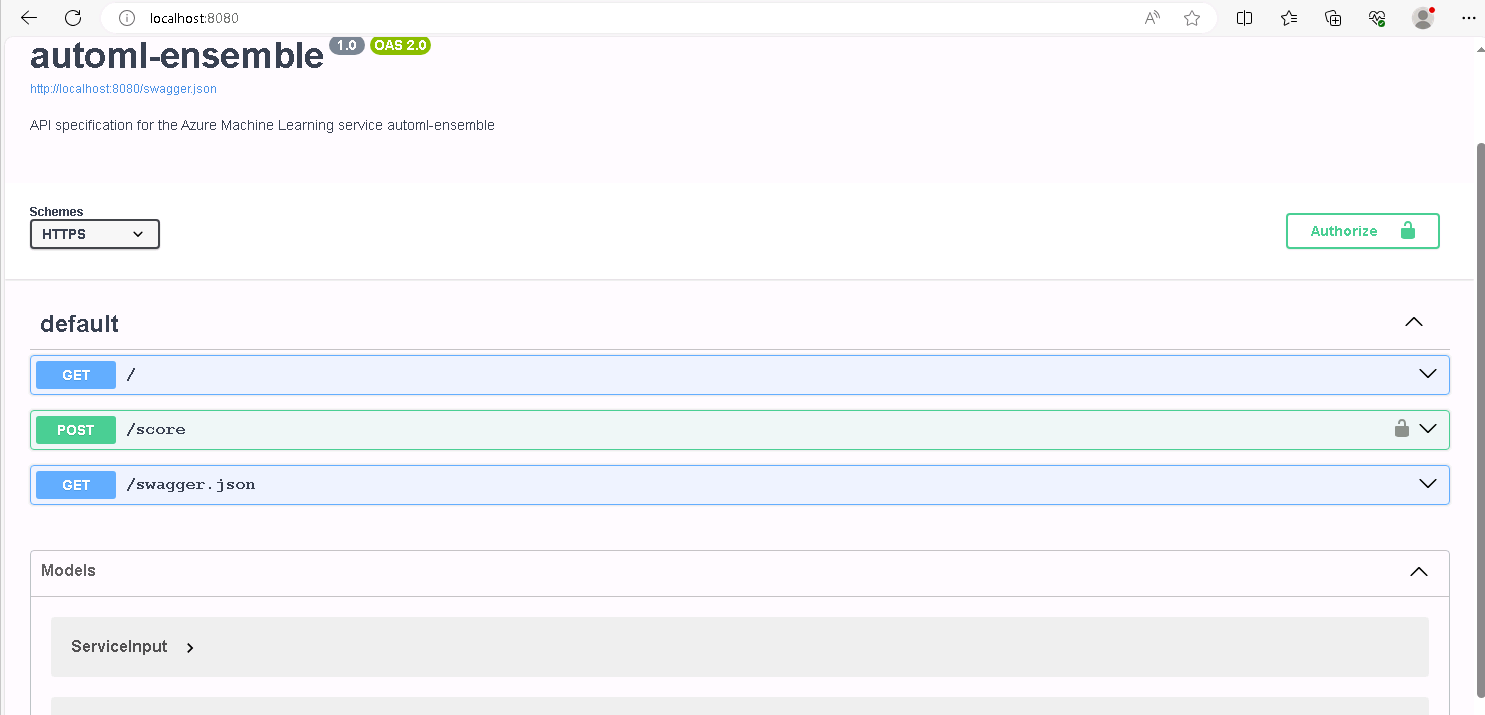 localhost:8080
automl-ensemble 1.0 OAS 2.0
http://localhost:8080/swagger.json
API specification for the Azure Machine Learning service automl-ensemble
Schemes
HTTPS
Authorize
default
GET /
POST /score
GET /swagger.json
Models
ServiceInput